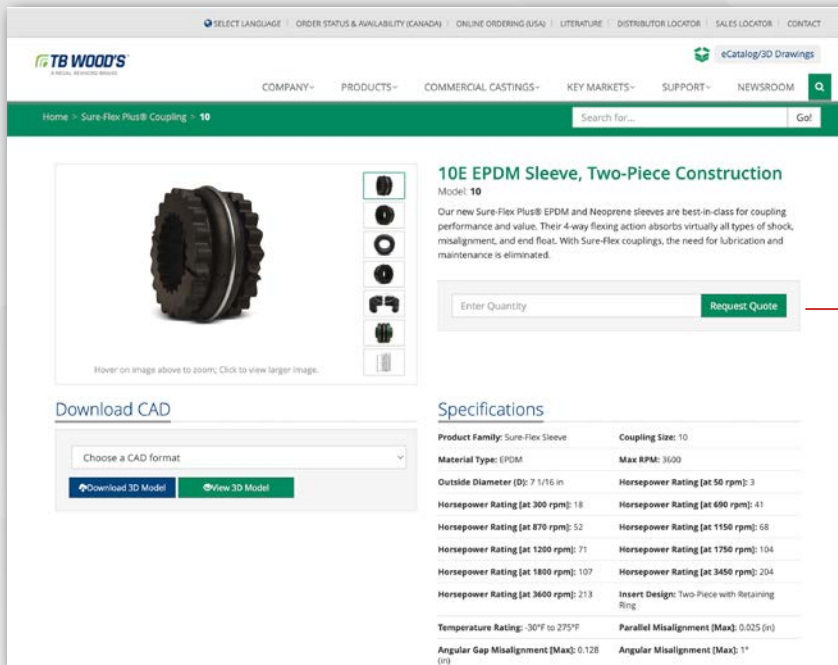 SELECT LANGUAGE ORDER STATUS & AVAILABILITY (CANADA) ONLINE ORDERING (USA) LITERATURE DISTRIBUTOR LOCATOR SALES LOCATOR CONTACT
TB WOOD'S®
A REGAL REXNORD BRAND
eCatalog/3D Drawings
COMPANY PRODUCTS COMMERCIAL CASTINGS KEY MARKETS SUPPORT NEWSROOM
Home > Sure-Flex Plus® Coupling > 10
Search for... Go!
10E EPDM Sleeve, Two-Piece Construction
Model: 10
Our new Sure-Flex Plus® EPDM and Neoprene sleeves are best-in-class for coupling
performance and value. Their 4-way flexing action absorbs virtually all types of shock,
misalignment, and end float. With Sure-Flex couplings, the need for lubrication and
maintenance is eliminated.
Enter Quantity Request Quote
Hover on image above to zoom; Click to view larger image.
Download CAD
Choose a CAD format
Download 3D Model View 3D Model
Specifications
Product Family: Sure-Flex Sleeve Coupling Size: 10
Material Type: EPDM Max RPM: 3600
Outside Diameter (D): 7 1/16 in Horsepower Rating [at 50 rpm]: 3
Horsepower Rating [at 300 rpm]: 18 Horsepower Rating [at 690 rpm]: 41
Horsepower Rating [at 870 rpm]: 52 Horsepower Rating [at 1150 rpm]: 68
Horsepower Rating [at 1200 rpm]: 71 Horsepower Rating [at 1750 rpm]: 104
Horsepower Rating [at 1800 rpm]: 107 Horsepower Rating [at 3450 rpm]: 204
Horsepower Rating [at 3600 rpm]: 213 Insert Design: Two-Piece with Retaining
Ring
Temperature Rating: -30°F to 275°F Parallel Misalignment [Max]: 0.025 (in)
Angular Gap Misalignment [Max]: 0.128 Angular Misalignment [Max]: 1°
(in)